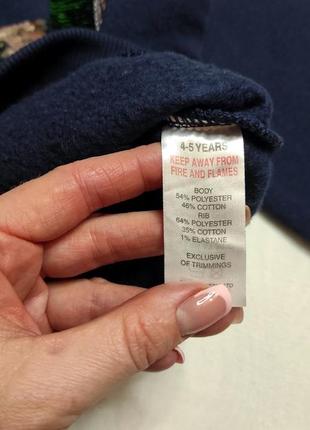 4-5 YEARS
KEEP AWAY FROM
FIRE AND FLAMES
BODY
54% POLYESTER
46% COTTON
RIB
64% POLYESTER
35% COTTON
1% ELASTANE
EXCLUSIVE
OF TRIMMINGS